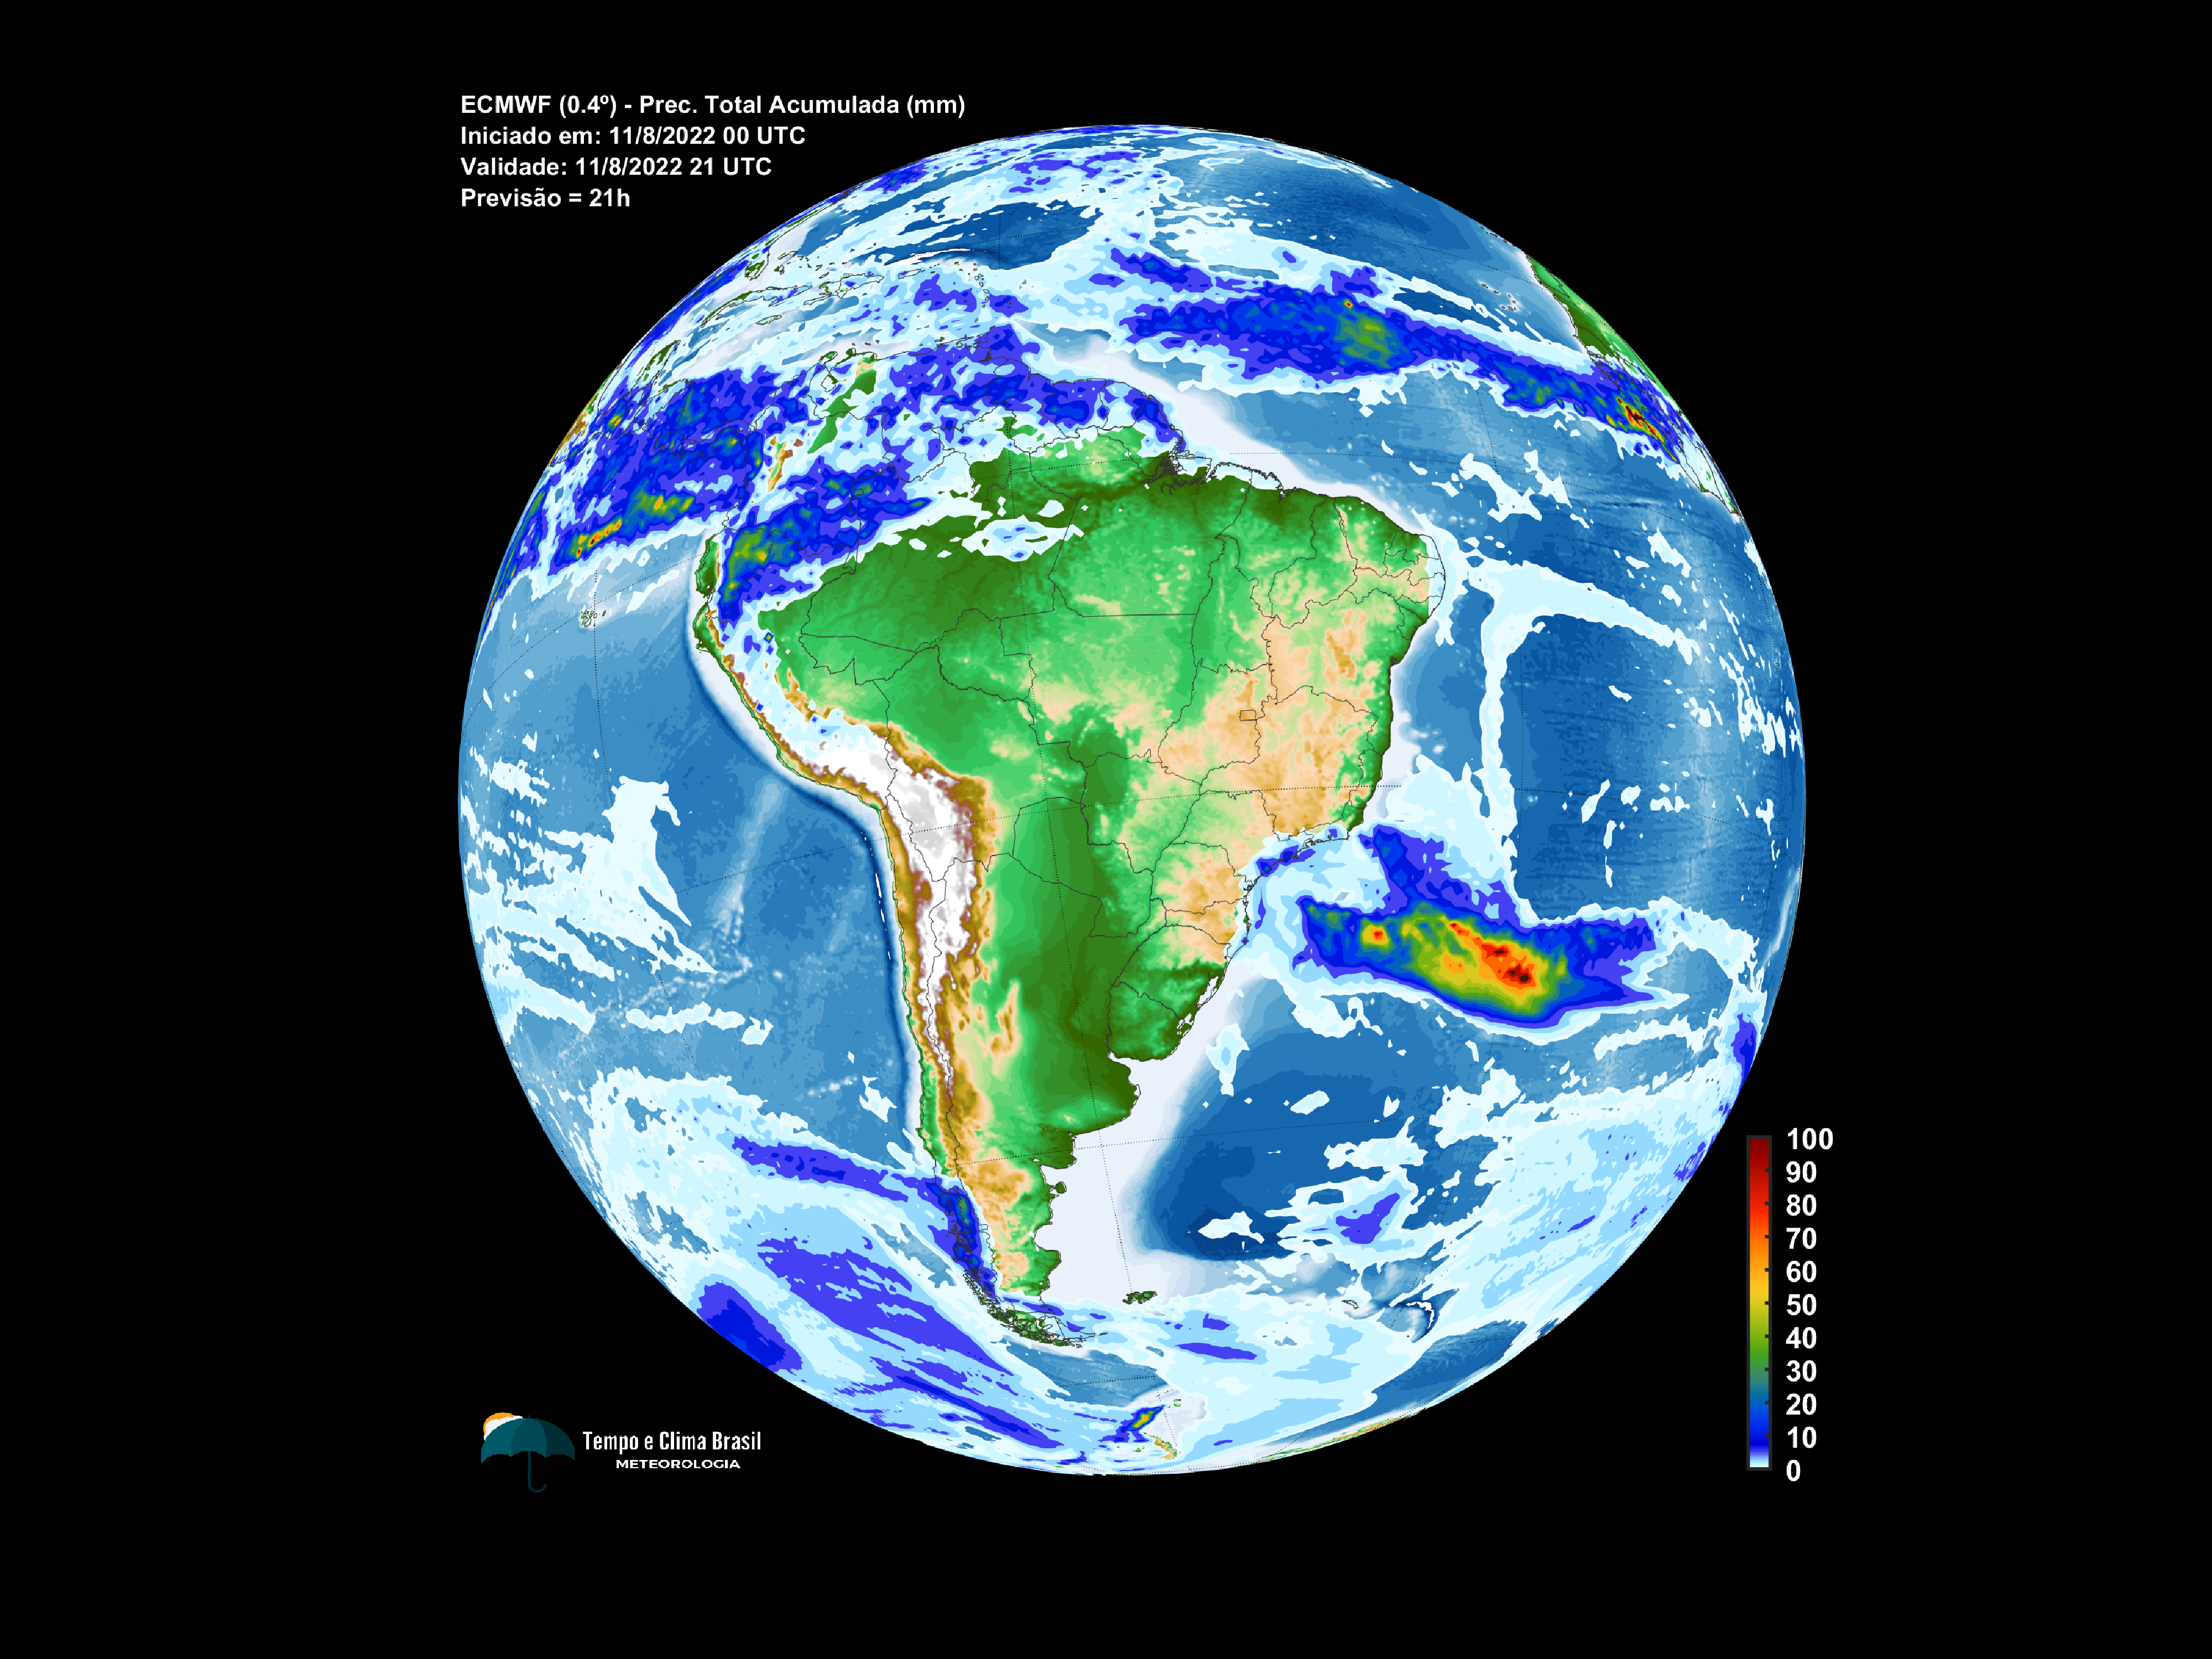 ECMWF (0.4º) - Prec. Total Acumulada (mm)
Iniciado em: 11/8/2022 00 UTC
Validade: 11/8/2022 21 UTC
Previsão = 21h
100
90
80
70
60
50
40
30
20
10
0
Tempo e Clima Brasil
METEOROLOGIA